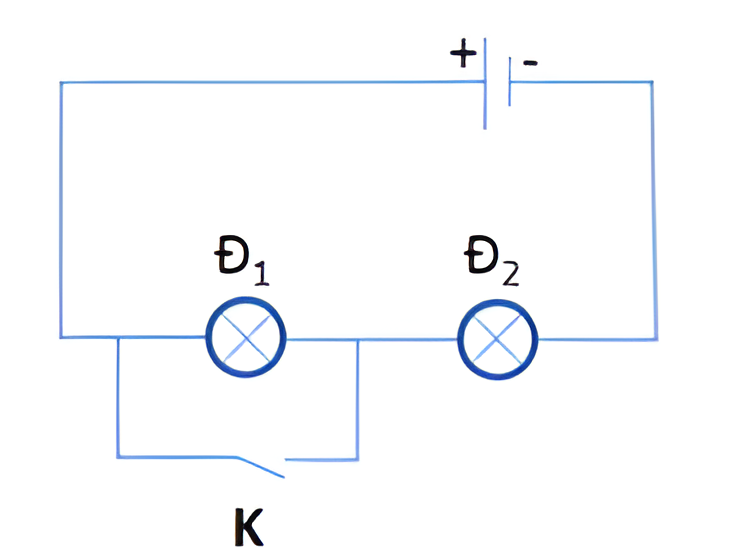 + -
Đ₁ Đ₂
K